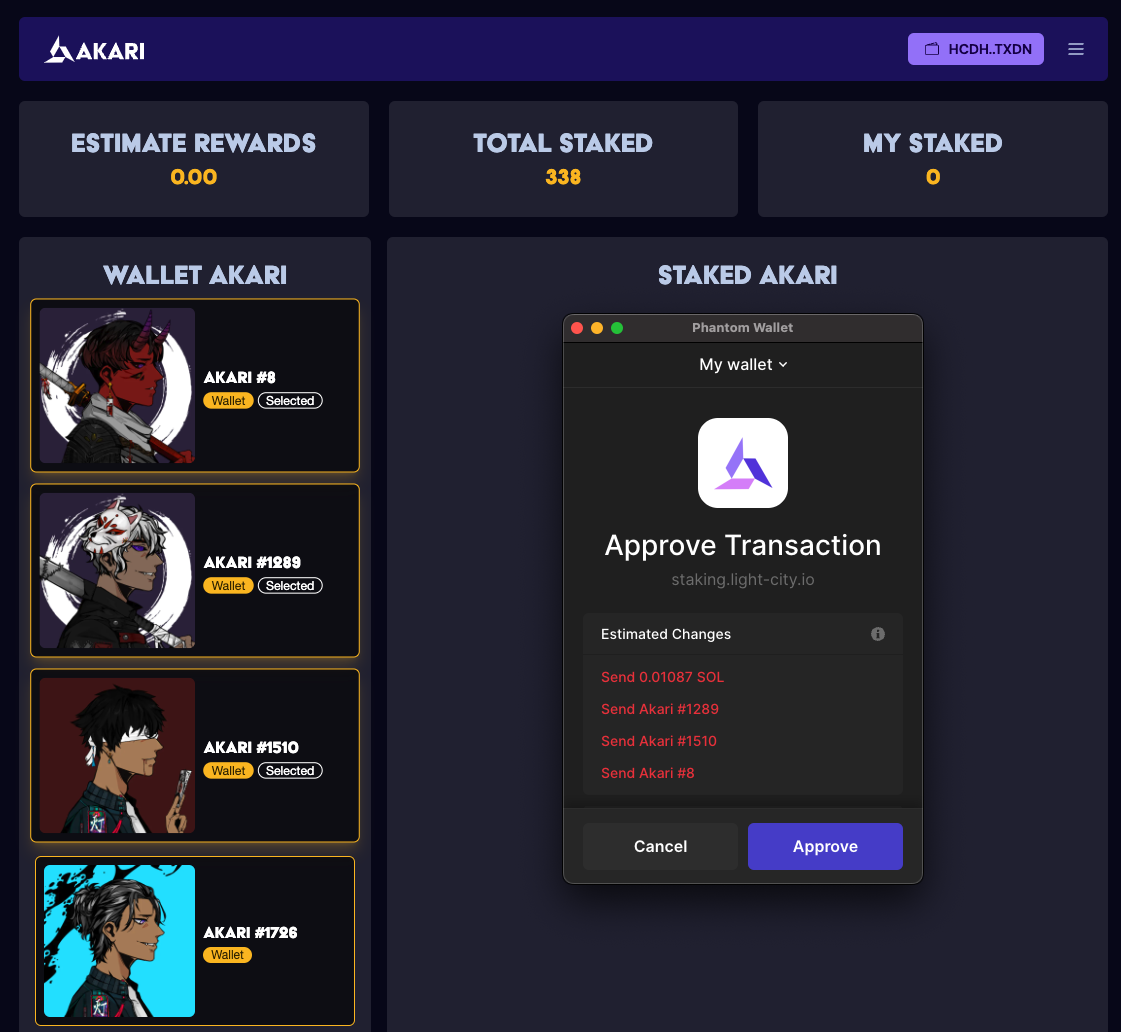 AKARI
HCDH..TXDN
ESTIMATE REWARDS
0.00
TOTAL STAKED
338
MY STAKED
0
WALLET AKARI
AKARI #8
Wallet Selected
AKARI #1289
Wallet Selected
AKARI #1510
Wallet Selected
灯
AKARI #1726
Wallet
灯
STAKED AKARI
Phantom Wallet
My wallet
Approve Transaction
staking.light-city.io
Estimated Changes
Send 0.01087 SOL
Send Akari #1289
Send Akari #1510
Send Akari #8
Cancel
Approve